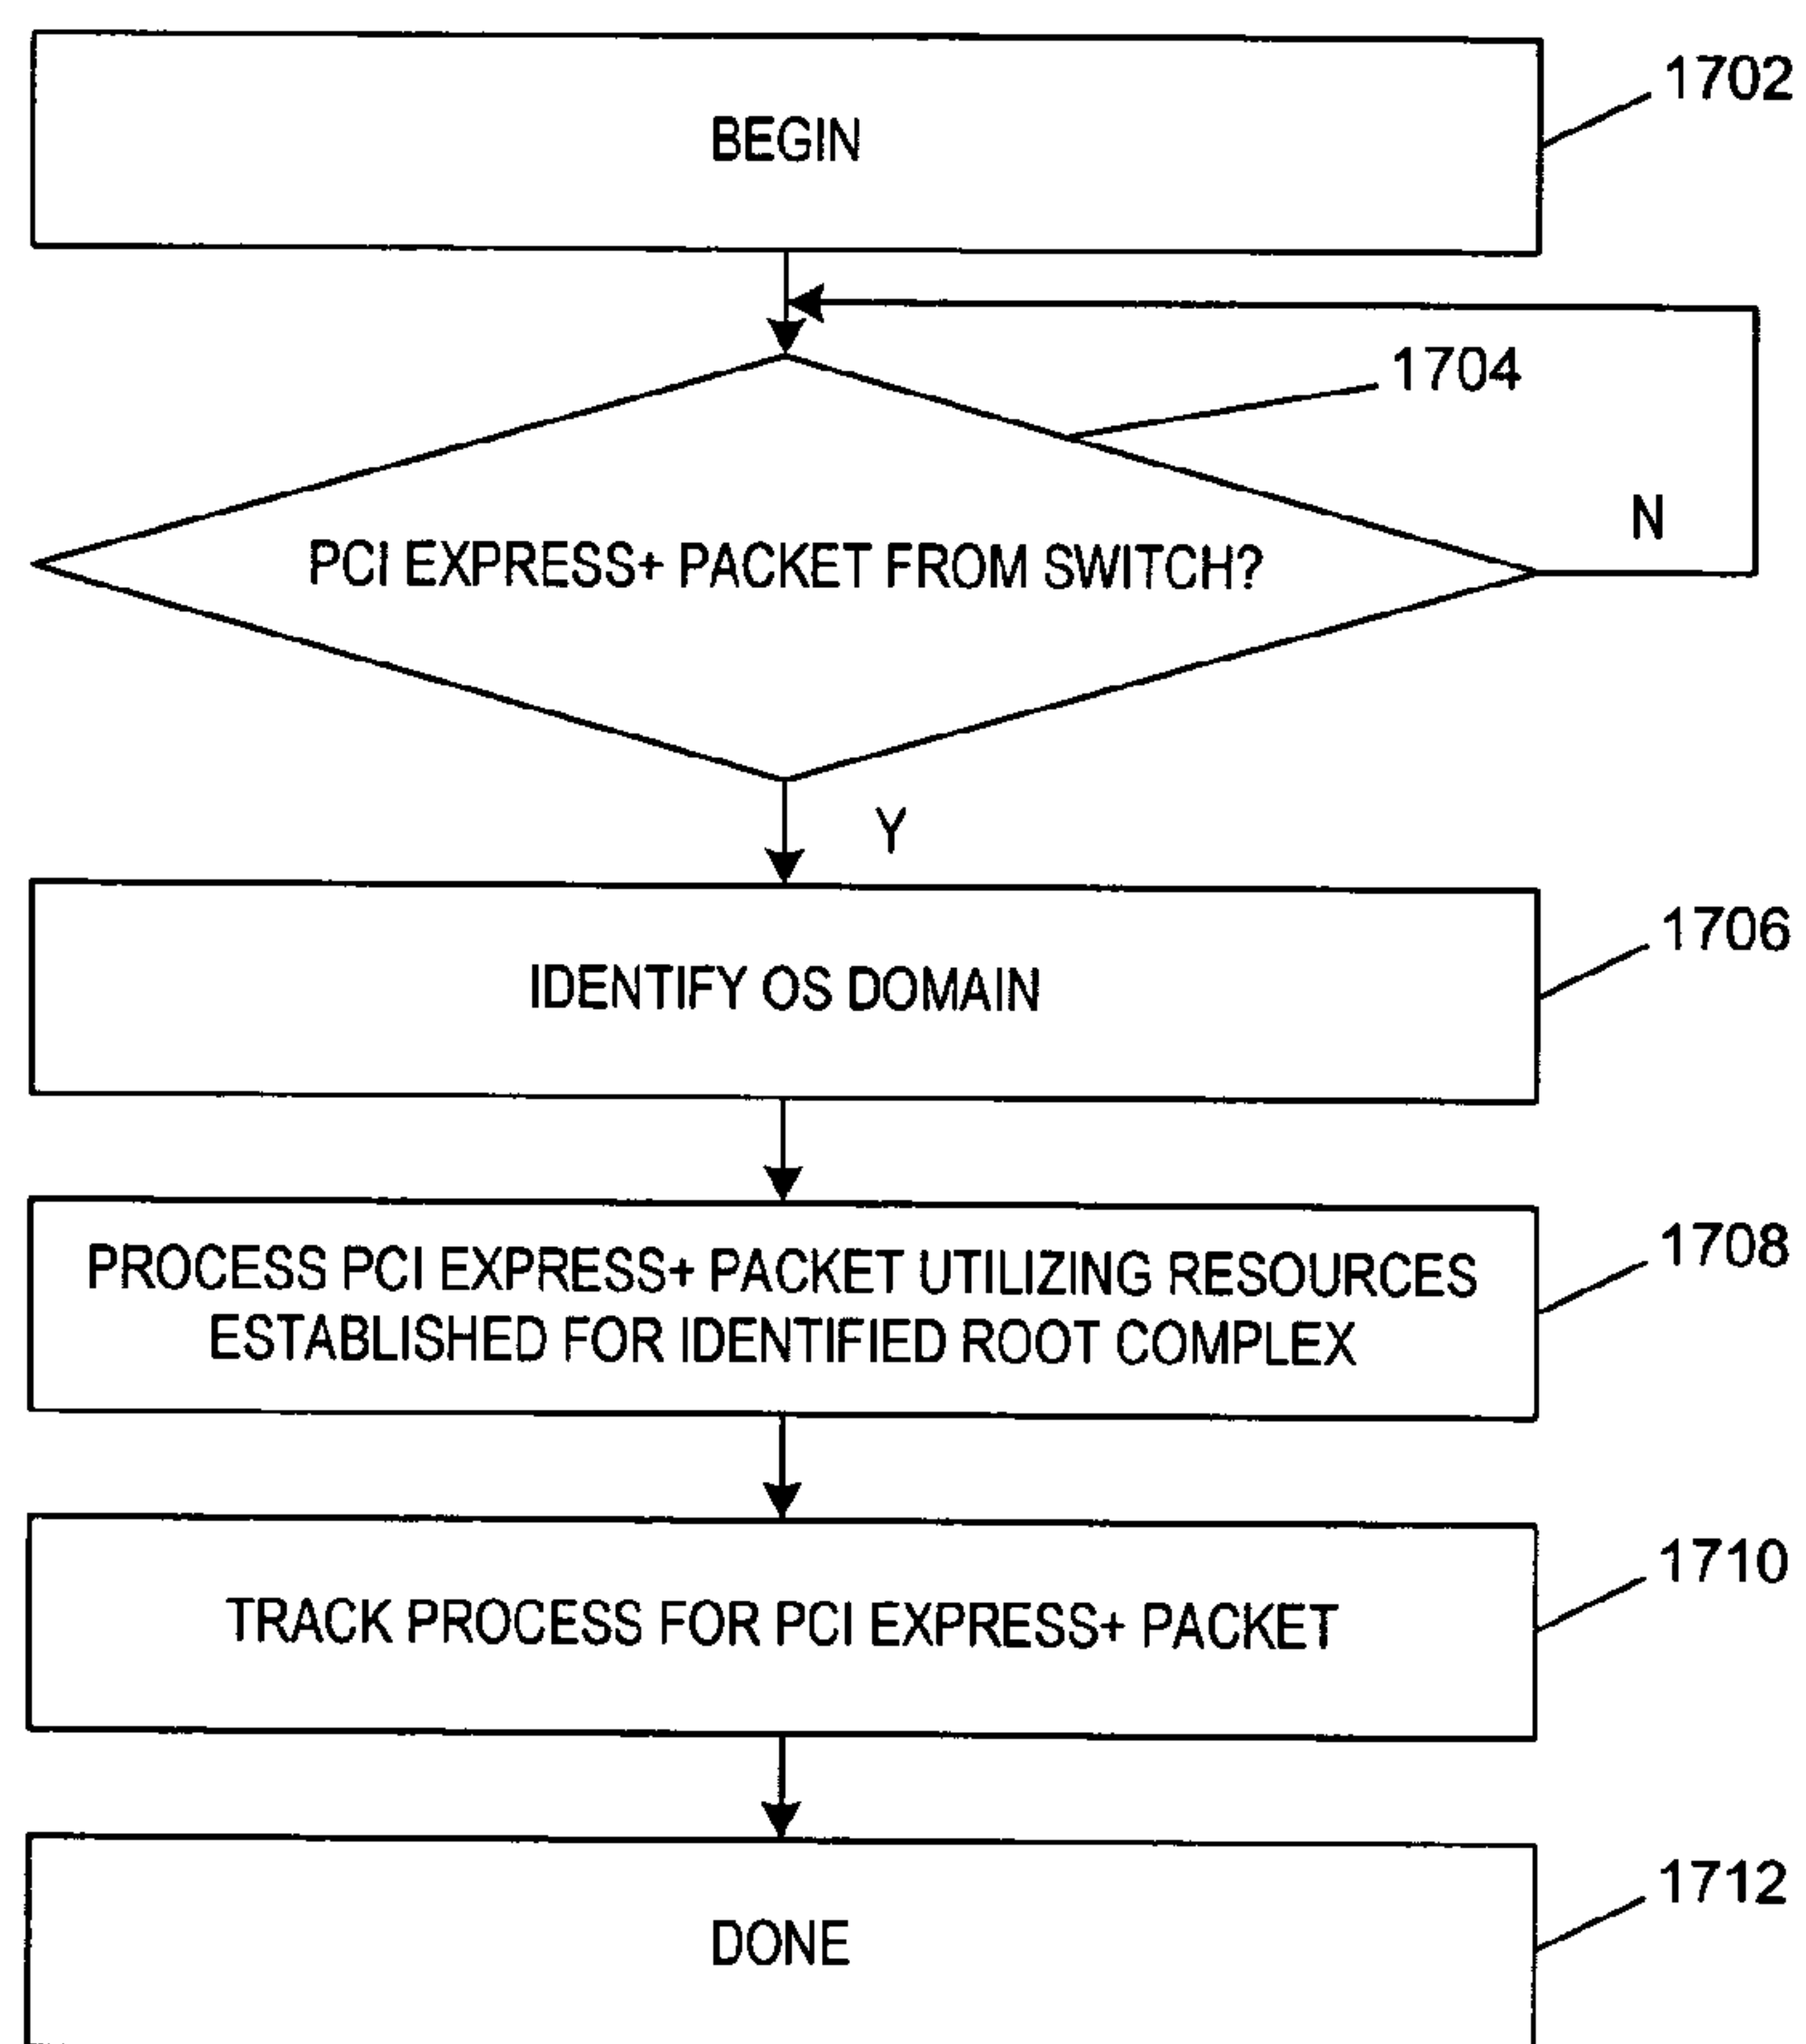 BEGIN
1702
1704
N
PCI EXPRESS+ PACKET FROM SWITCH?
Y
1706
IDENTIFY OS DOMAIN
1708
PROCESS PCI EXPRESS+ PACKET UTILIZING RESOURCES
ESTABLISHED FOR IDENTIFIED ROOT COMPLEX
1710
TRACK PROCESS FOR PCI EXPRESS+ PACKET
1712
DONE